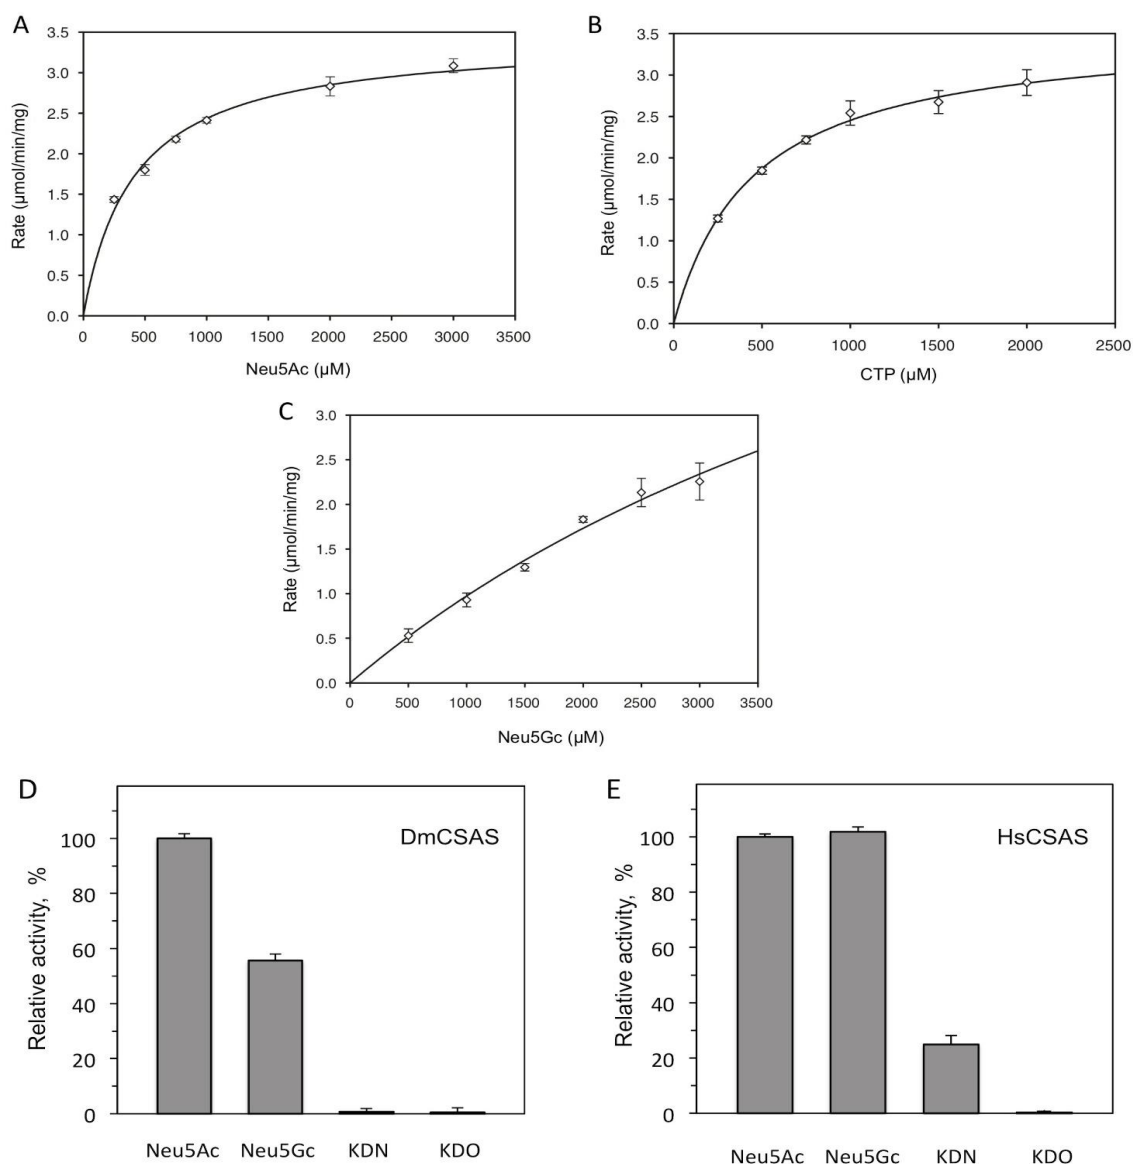 A
3.5
3.0
2.5
2.0
1.5
1.0
0.5
0.0
Rate (µmol/min/mg)
0 500 1000 1500 2000 2500 3000 3500
Neu5Ac (µM)
B
3.5
3.0
2.5
2.0
1.5
1.0
0.5
0.0
Rate (µmol/min/mg)
0 500 1000 1500 2000 2500
CTP (µM)
C
3.0
2.5
2.0
1.5
1.0
0.5
0.0
Rate (µmol/min/mg)
0 500 1000 1500 2000 2500 3000 3500
Neu5Gc (µM)
D
DmCSAS
100
80
60
40
20
0
Relative activity, %
Neu5Ac Neu5Gc KDN KDO
E
HsCSAS
100
80
60
40
20
0
Relative activity, %
Neu5Ac Neu5Gc KDN KDO